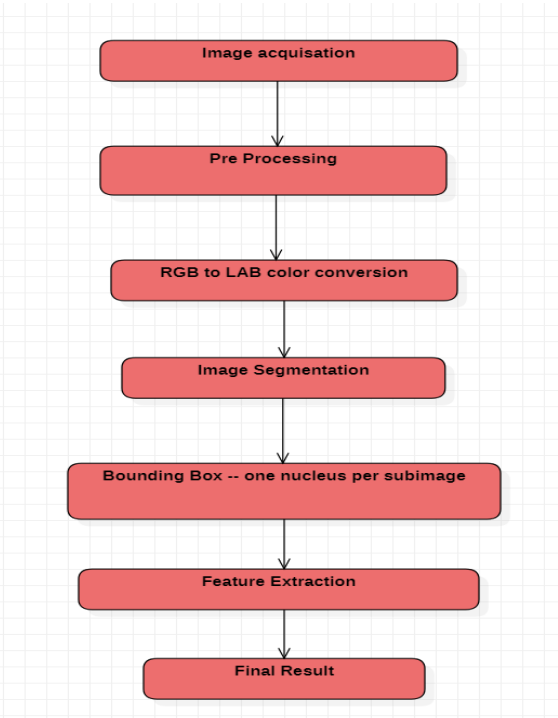 Image acquisation
Pre Processing
RGB to LAB color conversion
Image Segmentation
Bounding Box -- one nucleus per subimage
Feature Extraction
Final Result